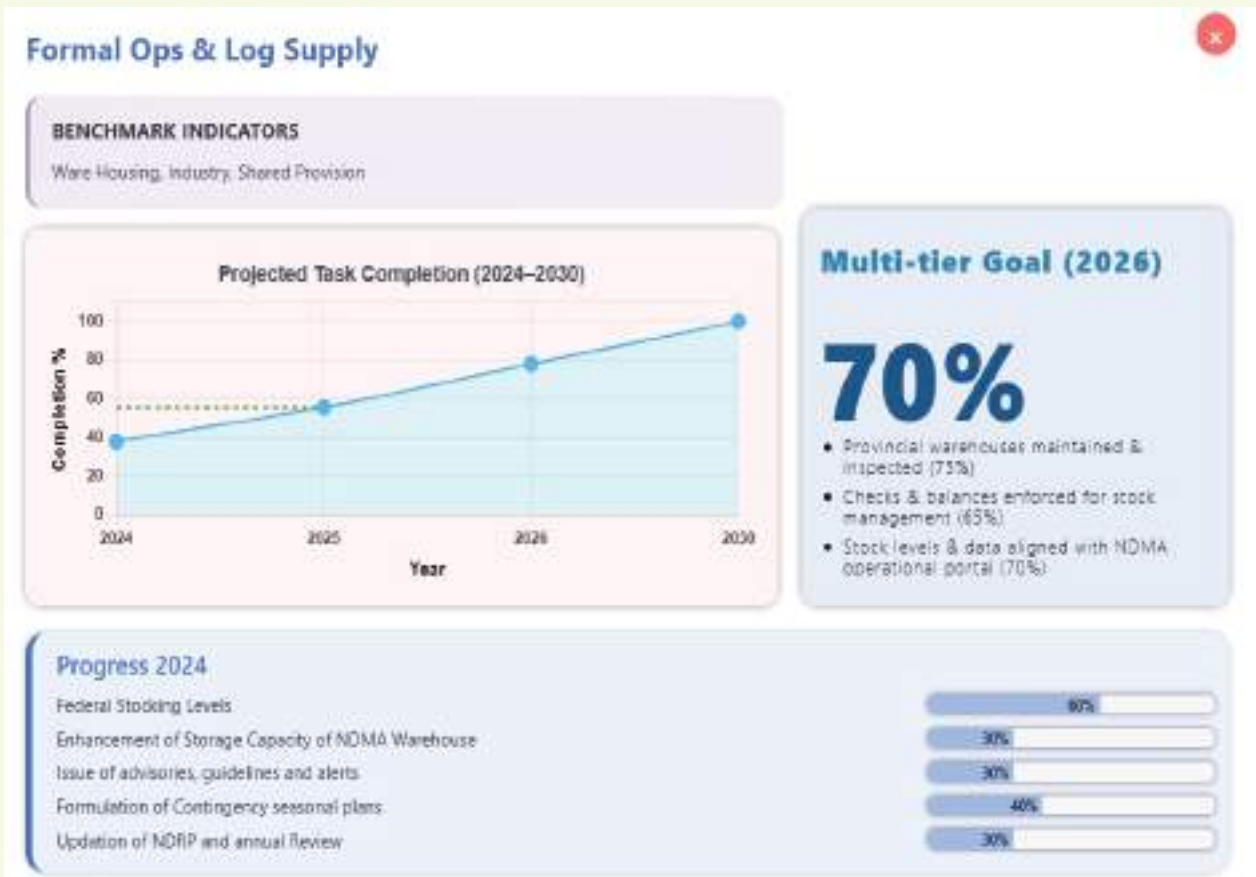 Formal Ops & Log Supply
x
BENCHMARK INDICATORS
Ware Housing, Industry, Shared Provision
Projected Task Completion (2024–2030)
Completion %
100
80
60
40
20
0
2024 2025 2026 2030
Year
Multi-tier Goal (2026)
70%
• Provincial warehouses maintained &
inspected (75%)
• Checks & balances enforced for stock
management (65%)
• Stock levels & data aligned with NDMA
operational portal (70%)
Progress 2024
Federal Stocking Levels 60%
Enhancement of Storage Capacity of NDMA Warehouse 30%
Issue of advisories, guidelines and alerts 30%
Formulation of Contingency seasonal plans 40%
Updation of NDRP and annual Review 30%